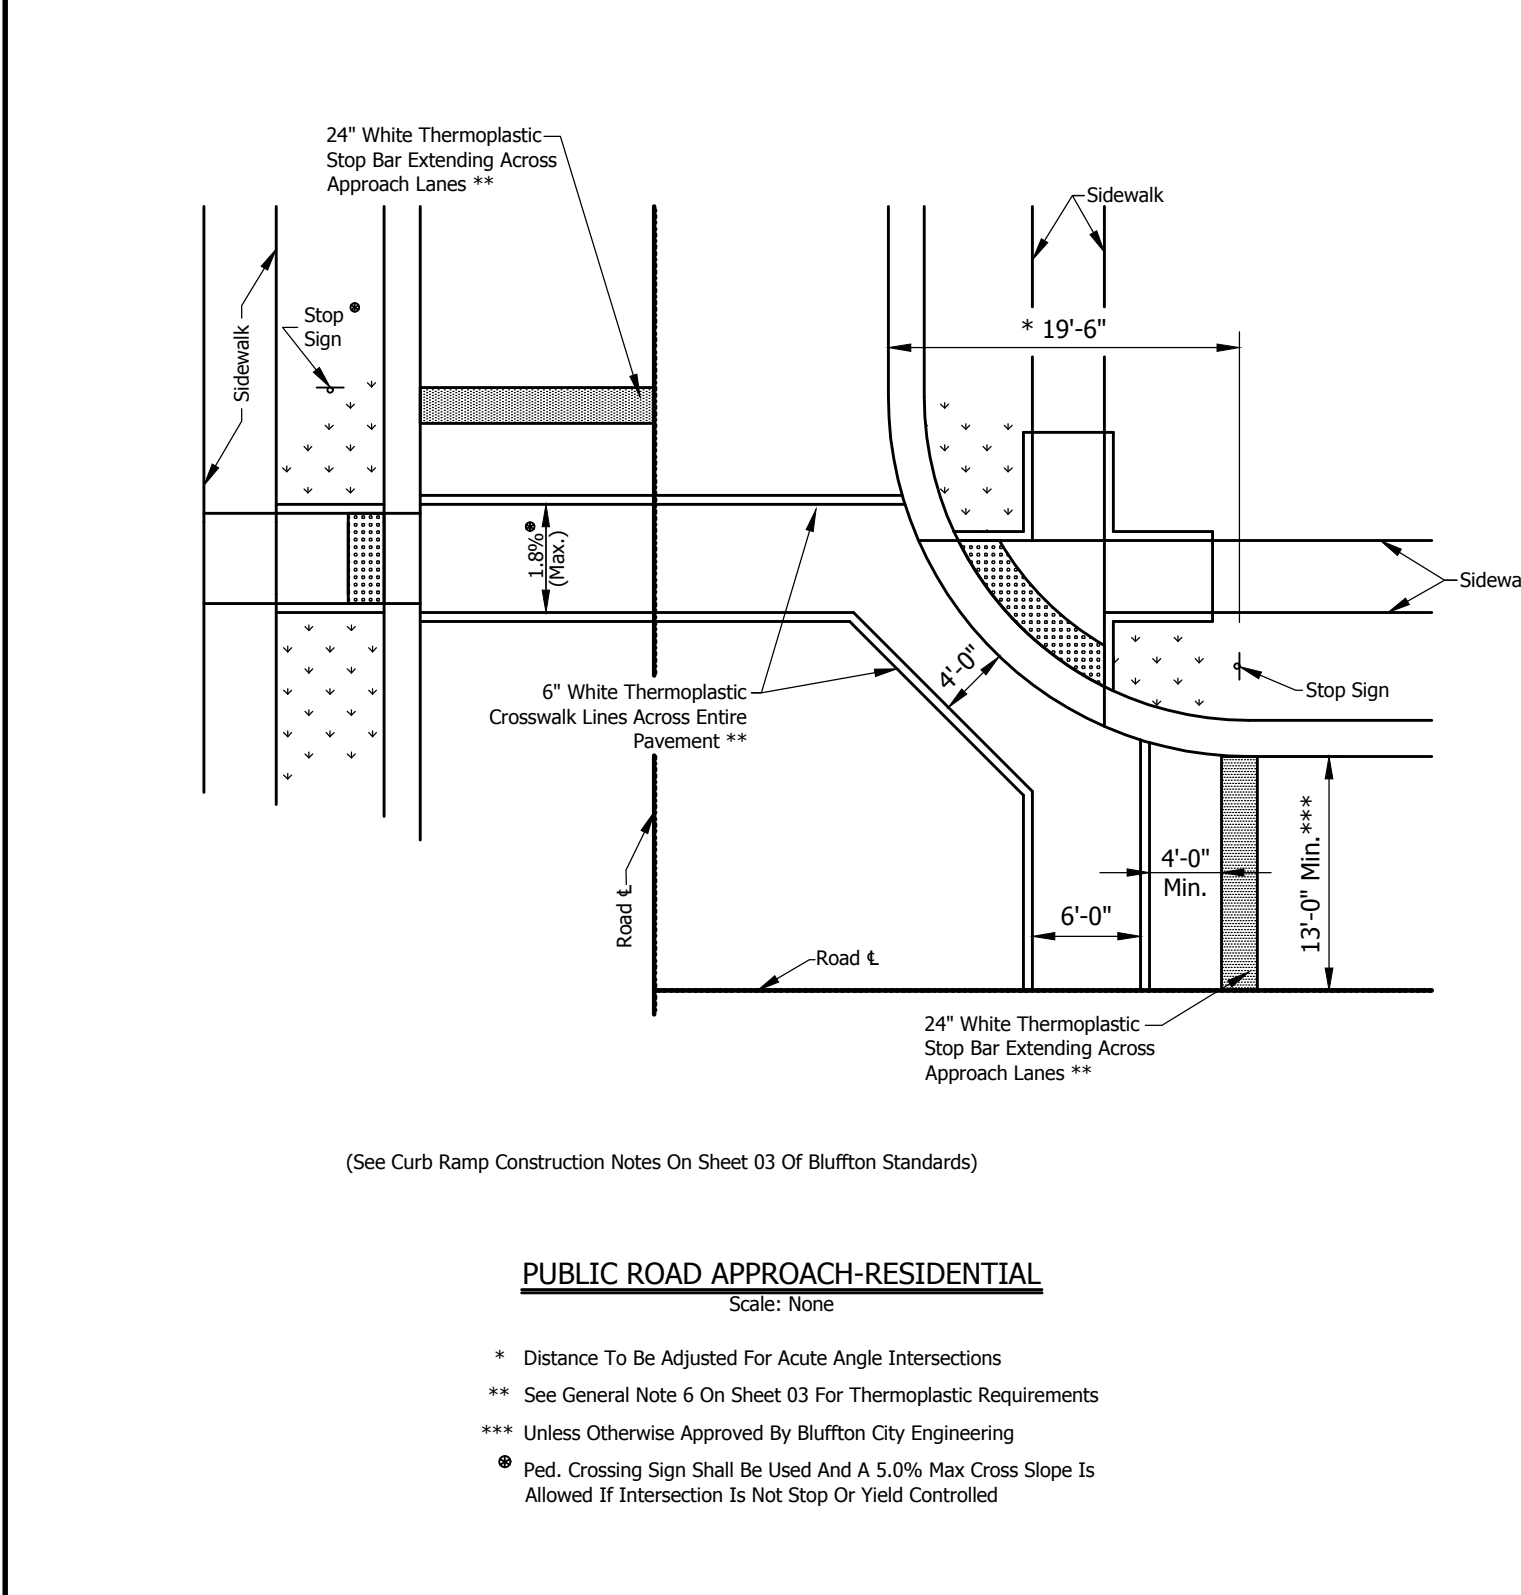 24" White Thermoplastic
Stop Bar Extending Across
Approach Lanes **
Sidewalk
Stop ⊛
Sign
Sidewalk
* 19'-6"
1.8% ⊛
(Max.)
Sidewa
4'-0"
6" White Thermoplastic
Crosswalk Lines Across Entire
Pavement **
Stop Sign
Road ℄
4'-0"
Min.
13'-0" Min.***
6'-0"
Road ℄
24" White Thermoplastic
Stop Bar Extending Across
Approach Lanes **
(See Curb Ramp Construction Notes On Sheet 03 Of Bluffton Standards)
PUBLIC ROAD APPROACH-RESIDENTIAL
Scale: None
* Distance To Be Adjusted For Acute Angle Intersections
** See General Note 6 On Sheet 03 For Thermoplastic Requirements
*** Unless Otherwise Approved By Bluffton City Engineering
⊛ Ped. Crossing Sign Shall Be Used And A 5.0% Max Cross Slope Is
Allowed If Intersection Is Not Stop Or Yield Controlled